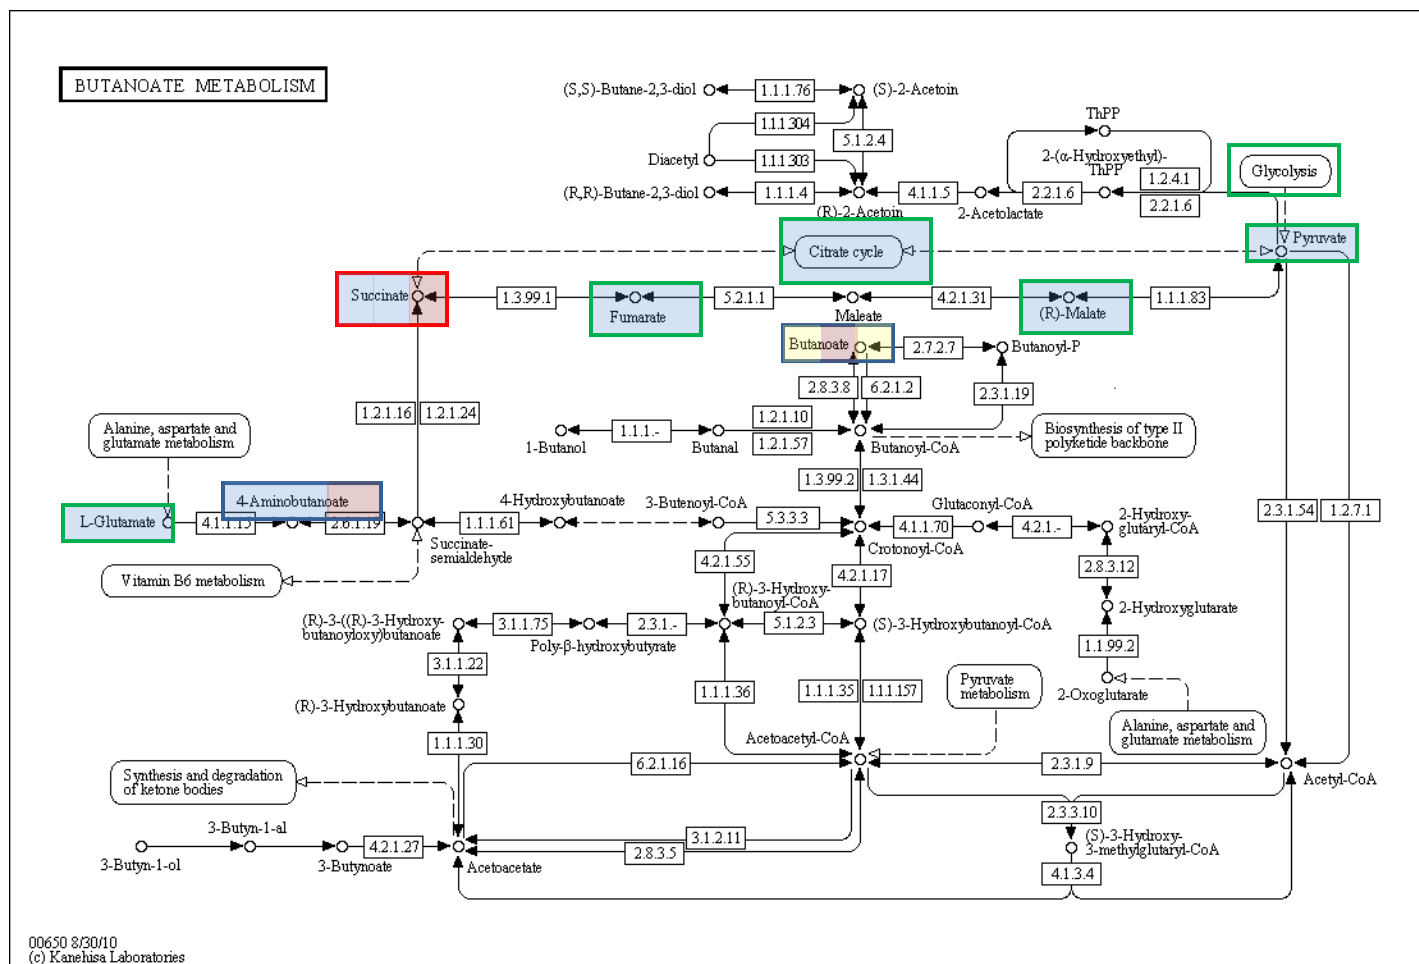 BUTANOATE METABOLISM
(S,S)-Butane-2,3-diol
1.1.1.76
(S)-2-Acetoin
1.1.1.304
5.1.2.4
Diacetyl
1.1.1.303
(R,R)-Butane-2,3-diol
1.1.1.4
(R)-2-Acetoin
4.1.1.5
2-Acetolactate
2.2.1.6
ThPP
2-(α-Hydroxyethyl)-
ThPP
1.2.4.1
2.2.1.6
Glycolysis
Pyruvate
Citrate cycle
Succinate
1.3.99.1
Fumarate
5.2.1.1
Maleate
4.2.1.31
(R)-Malate
1.1.1.83
Butanoate
2.7.2.7
Butanoyl-P
2.8.3.8
6.2.1.2
2.3.1.19
1.2.1.16
1.2.1.24
Alanine, aspartate and
glutamate metabolism
1-Butanol
1.1.1.-
Butanal
1.2.1.10
1.2.1.57
Butanoyl-CoA
Biosynthesis of type II
polyketide backbone
1.3.99.2
1.3.1.44
L-Glutamate
4.1.1.15
4-Aminobutanoate
2.6.1.19
Succinate-
semialdehyde
1.1.1.61
4-Hydroxybutanoate
3-Butenoyl-CoA
5.3.3.3
Crotonoyl-CoA
4.1.1.70
Glutaconyl-CoA
4.2.1.-
2-Hydroxy-
glutaryl-CoA
2.3.1.54
1.2.7.1
Vitamin B6 metabolism
4.2.1.55
4.2.1.17
2.8.3.12
(R)-3-Hydroxy-
butanoyl-CoA
2-Hydroxyglutarate
(R)-3-((R)-3-Hydroxy-
butanoyloxy)butanoate
3.1.1.75
Poly-β-hydroxybutyrate
2.3.1.-
5.1.2.3
(S)-3-Hydroxybutanoyl-CoA
1.1.99.2
3.1.1.22
1.1.1.36
1.1.1.35
1.1.1.157
Pyruvate
metabolism
2-Oxoglutarate
(R)-3-Hydroxybutanoate
Alanine, aspartate and
glutamate metabolism
1.1.1.30
Acetoacetyl-CoA
6.2.1.16
2.3.1.9
Acetyl-CoA
Synthesis and degradation
of ketone bodies
2.3.3.10
3-Butyn-1-ol
3-Butyn-1-al
3-Butynoate
4.2.1.27
Acetoacetate
3.1.2.11
2.8.3.5
(S)-3-Hydroxy-
3-methylglutaryl-CoA
4.1.3.4
00650 8/30/10
(c) Kanehisa Laboratories